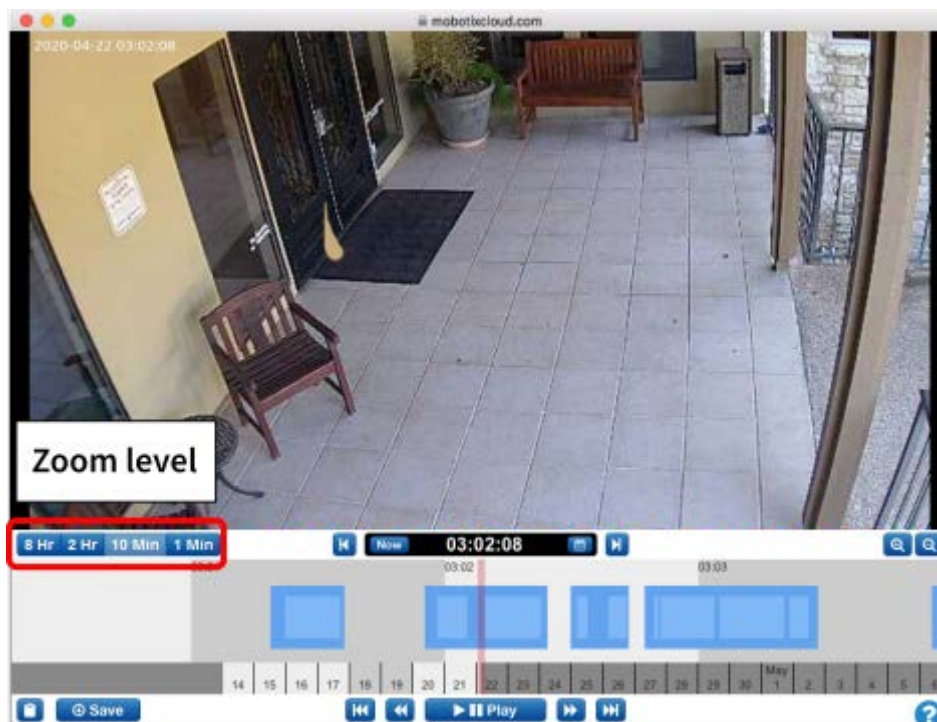 mobotixcloud.com
2020-04-22 03:02:08
Zoom level
8 Hr 2 Hr 10 Min 1 Min
Now 03:02:08
03:02 03:03
May
14 15 16 17 18 19 20 21 22 23 24 25 26 27 28 29 30 1 2 3 4 5 6
Save
Play
?